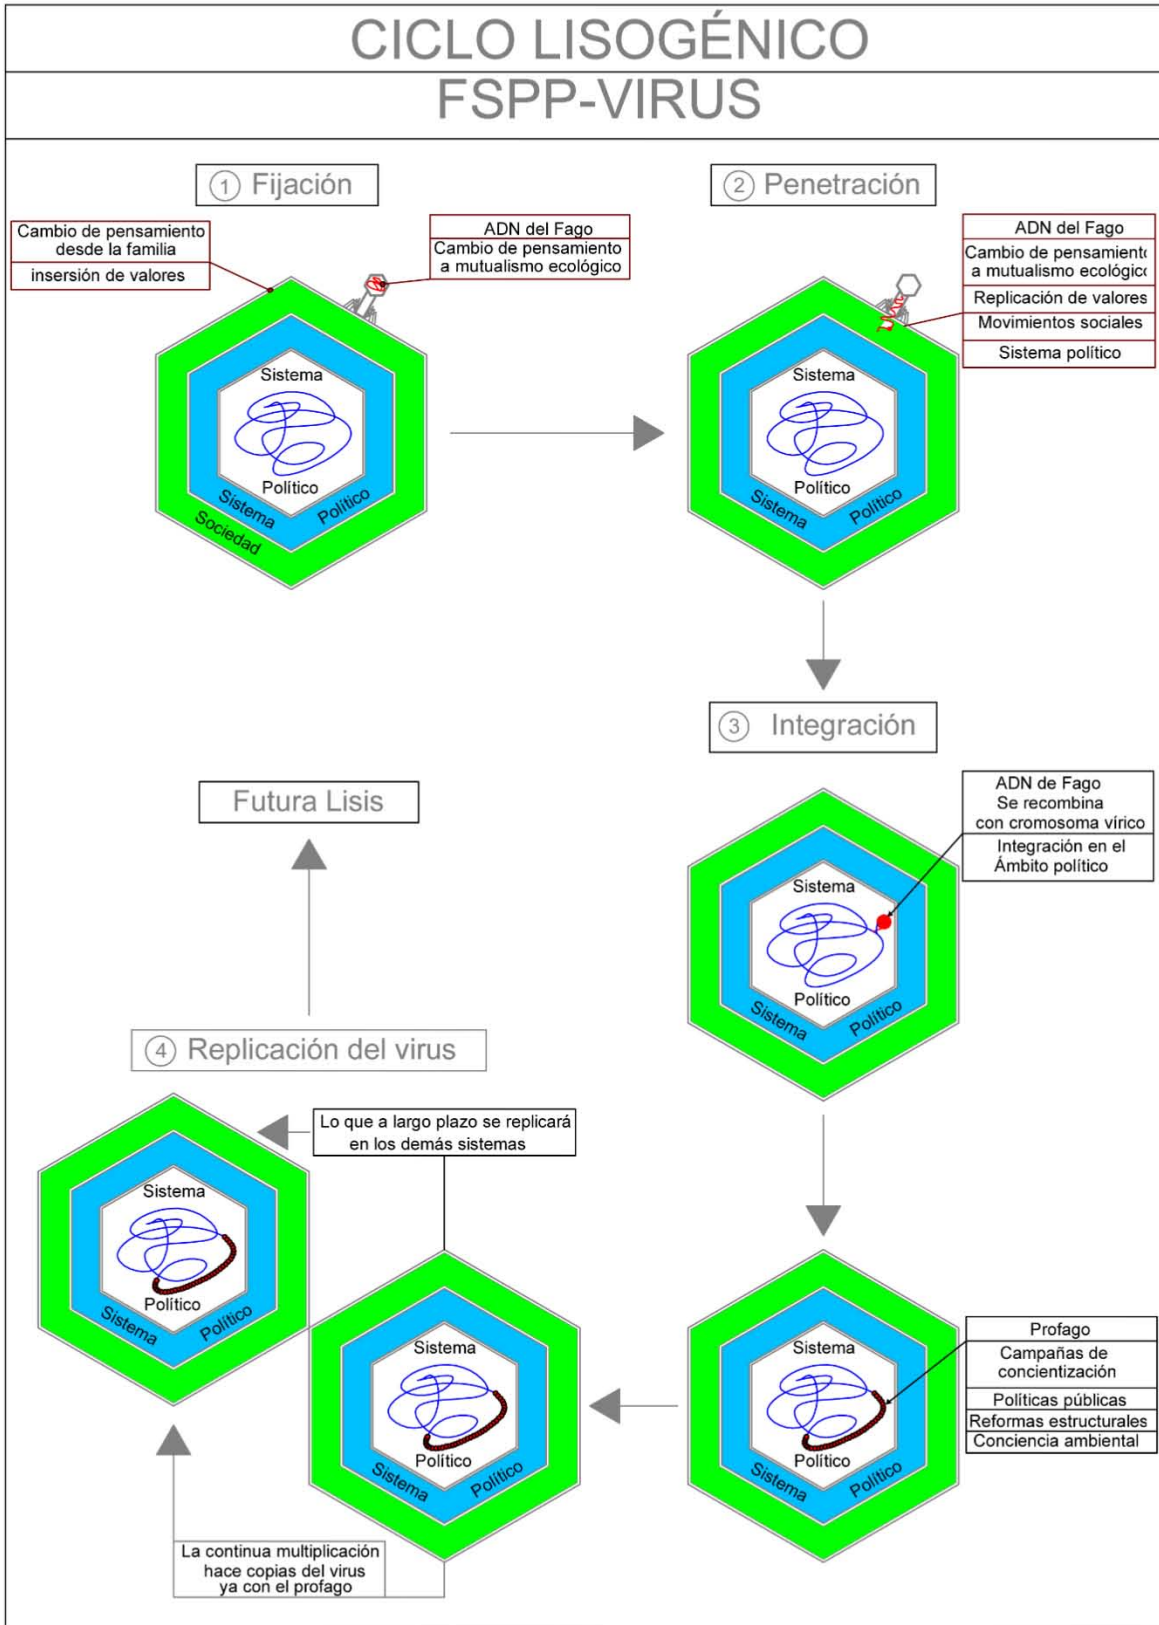 CICLO LISOGÉNICO
FSPP-VIRUS
1 Fijación
Cambio de pensamiento
desde la familia
insersión de valores
ADN del Fago
Cambio de pensamiento
a mutualismo ecológico
Sistema
Político
Sistema Político
Sociedad
2 Penetración
ADN del Fago
Cambio de pensamiento
a mutualismo ecológico
Replicación de valores
Movimientos sociales
Sistema político
Sistema
Político
Sistema Político
3 Integración
ADN de Fago
Se recombina
con cromosoma vírico
Integración en el
Ámbito político
Sistema
Político
Sistema Político
Profago
Campañas de
concientización
Políticas públicas
Reformas estructurales
Conciencia ambiental
Sistema
Político
Sistema Político
Futura Lisis
4 Replicación del virus
Lo que a largo plazo se replicará
en los demás sistemas
Sistema
Político
Sistema Político
Sistema
Político
Sistema Político
La continua multiplicación
hace copias del virus
ya con el profago